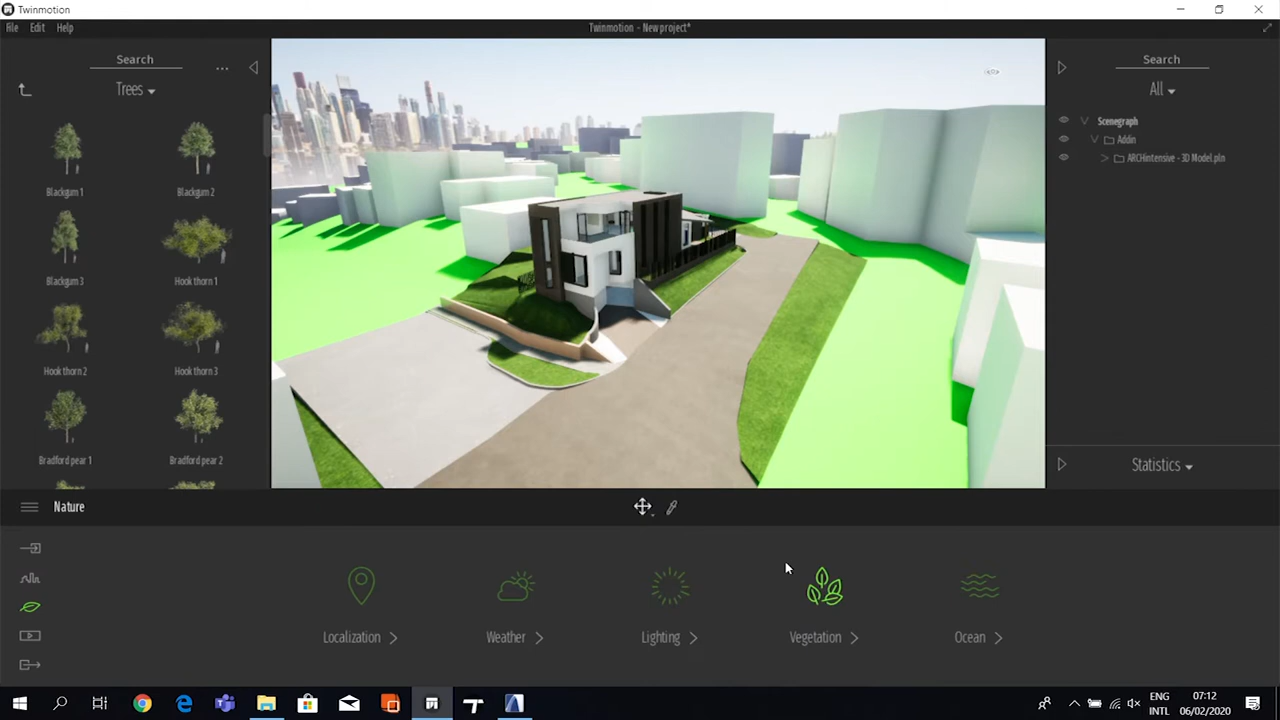 Twinmotion
File Edit Help
Twinmotion - New project*
Search
...
Trees
Blackgum 1
Blackgum 2
Blackgum 3
Hook thorn 1
Hook thorn 2
Hook thorn 3
Bradford pear 1
Bradford pear 2
Search
All
Scenegraph
Addin
ARCHintensive - 3D Model.pln
Statistics
Nature
Localization
Weather
Lighting
Vegetation
Ocean
ENG
INTL
07:12
06/02/2020